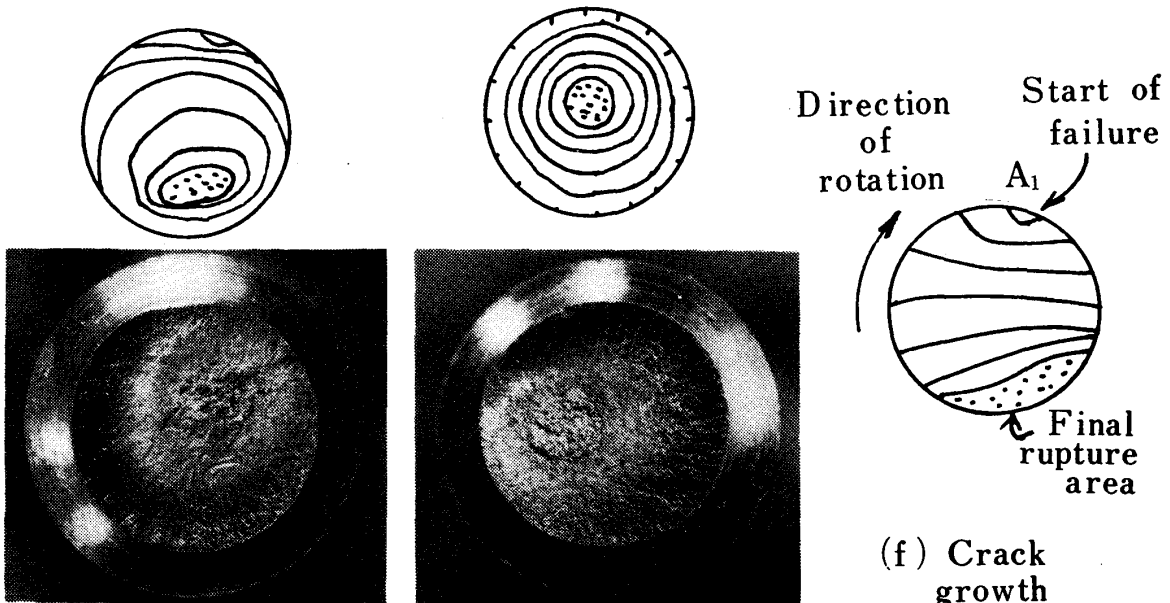 Direction
of
rotation
Start of
failure
A₁
Final
rupture
area
(f) Crack
growth